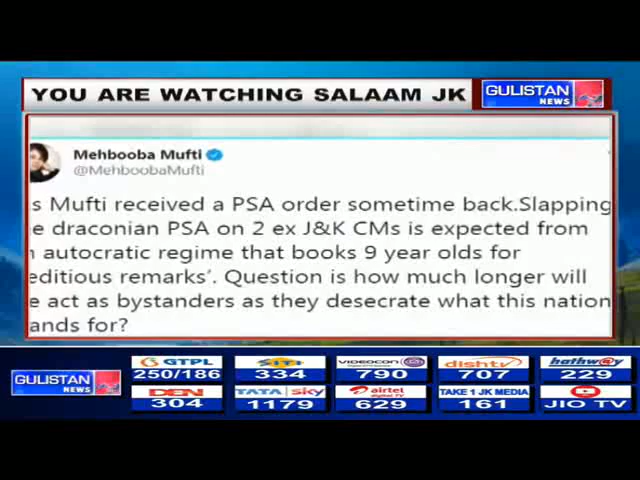 YOU ARE WATCHING SALAAM JK
GULISTAN
NEWS
Mehbooba Mufti
@MehboobaMufti
s Mufti received a PSA order sometime back.Slapping
e draconian PSA on 2 ex J&K CMs is expected from
autocratic regime that books 9 year olds for
editious remarks'. Question is how much longer will
e act as bystanders as they desecrate what this nation
ands for?
GULISTAN
NEWS
GTPL
250/186
SITI
334
VIDEOCON
790
dishtv
707
hathway
229
DEN
304
TATA sky
1179
airtel
digital TV
629
TAKE 1 JK MEDIA
161
JIO TV